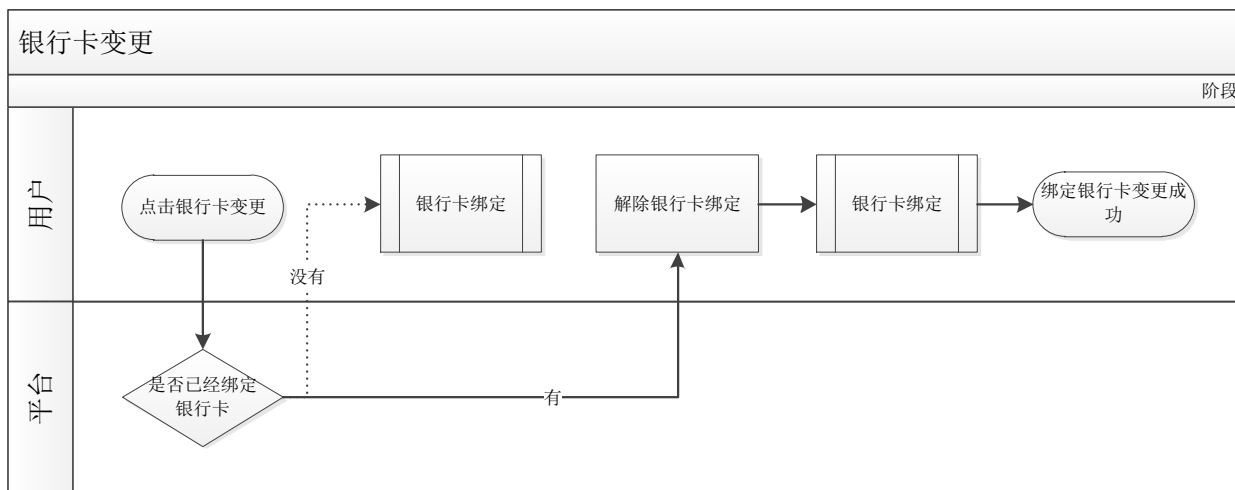 银行卡变更
阶段
用户
点击银行卡变更
银行卡绑定
解除银行卡绑定
银行卡绑定
绑定银行卡变更成
功
没有
平台
是否已经绑定
银行卡
有